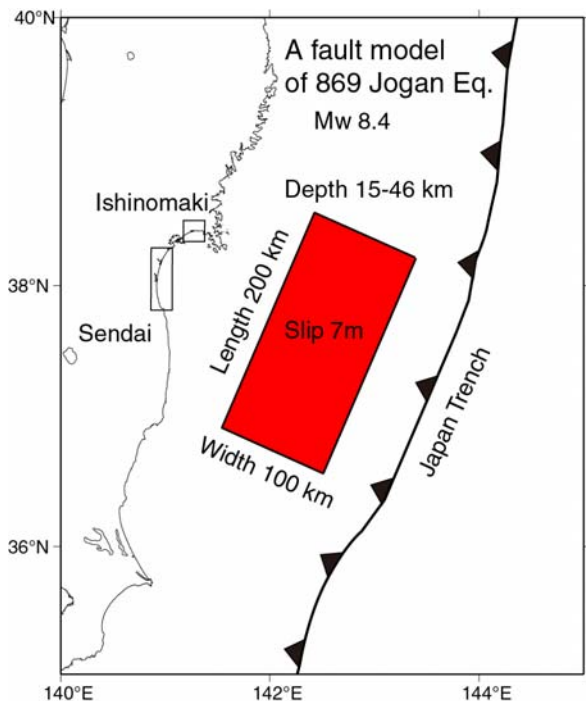 40°N
A fault model
of 869 Jogan Eq.
Mw 8.4
Depth 15-46 km
Ishinomaki
Length 200 km
38°N
Slip 7m
Sendai
Japan Trench
Width 100 km
36°N
140°E
142°E
144°E